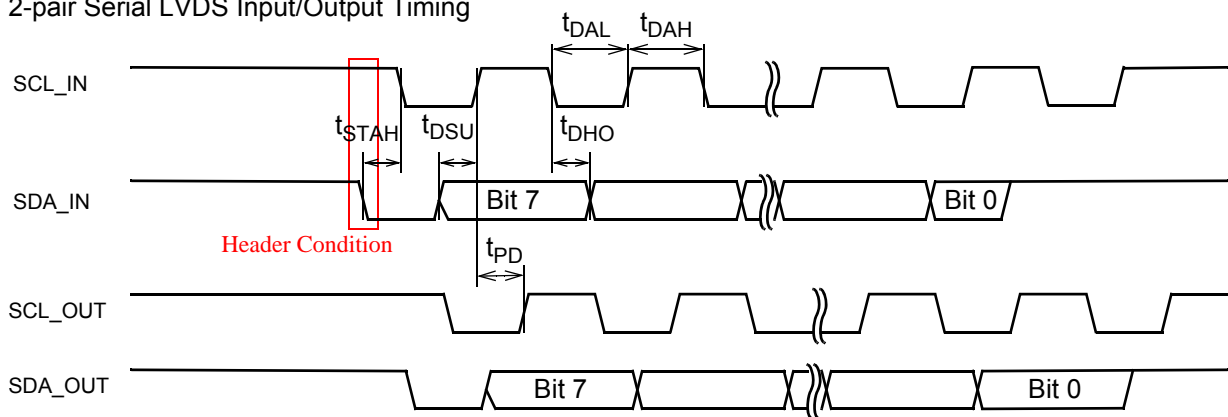 2-pair Serial LVDS Input/Output Timing
tDAL tDAH
SCL_IN
tSTAH tDSU tDHO
SDA_IN Bit 7 Bit 0
Header Condition
tPD
SCL_OUT
SDA_OUT Bit 7 Bit 0